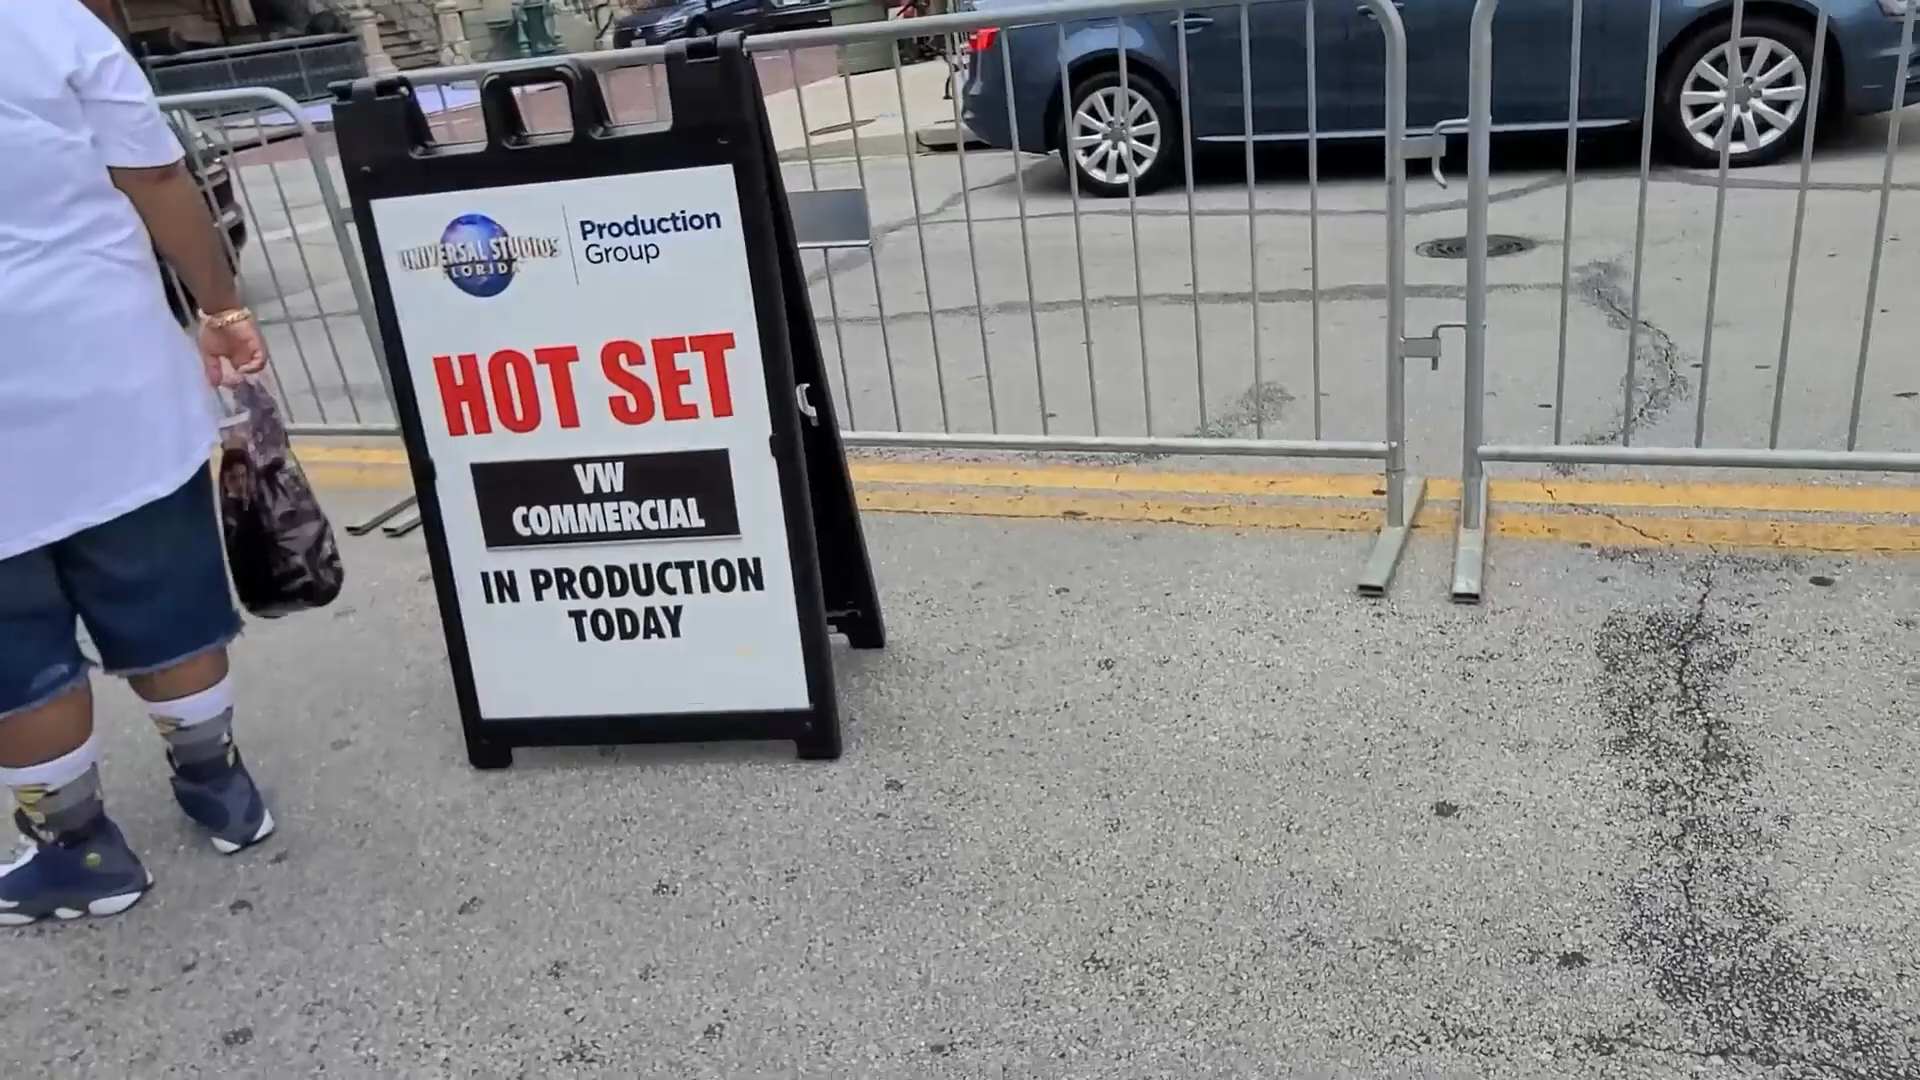 UNIVERSAL STUDIOS
FLORIDA
Production
Group
HOT SET
VW
COMMERCIAL
IN PRODUCTION
TODAY